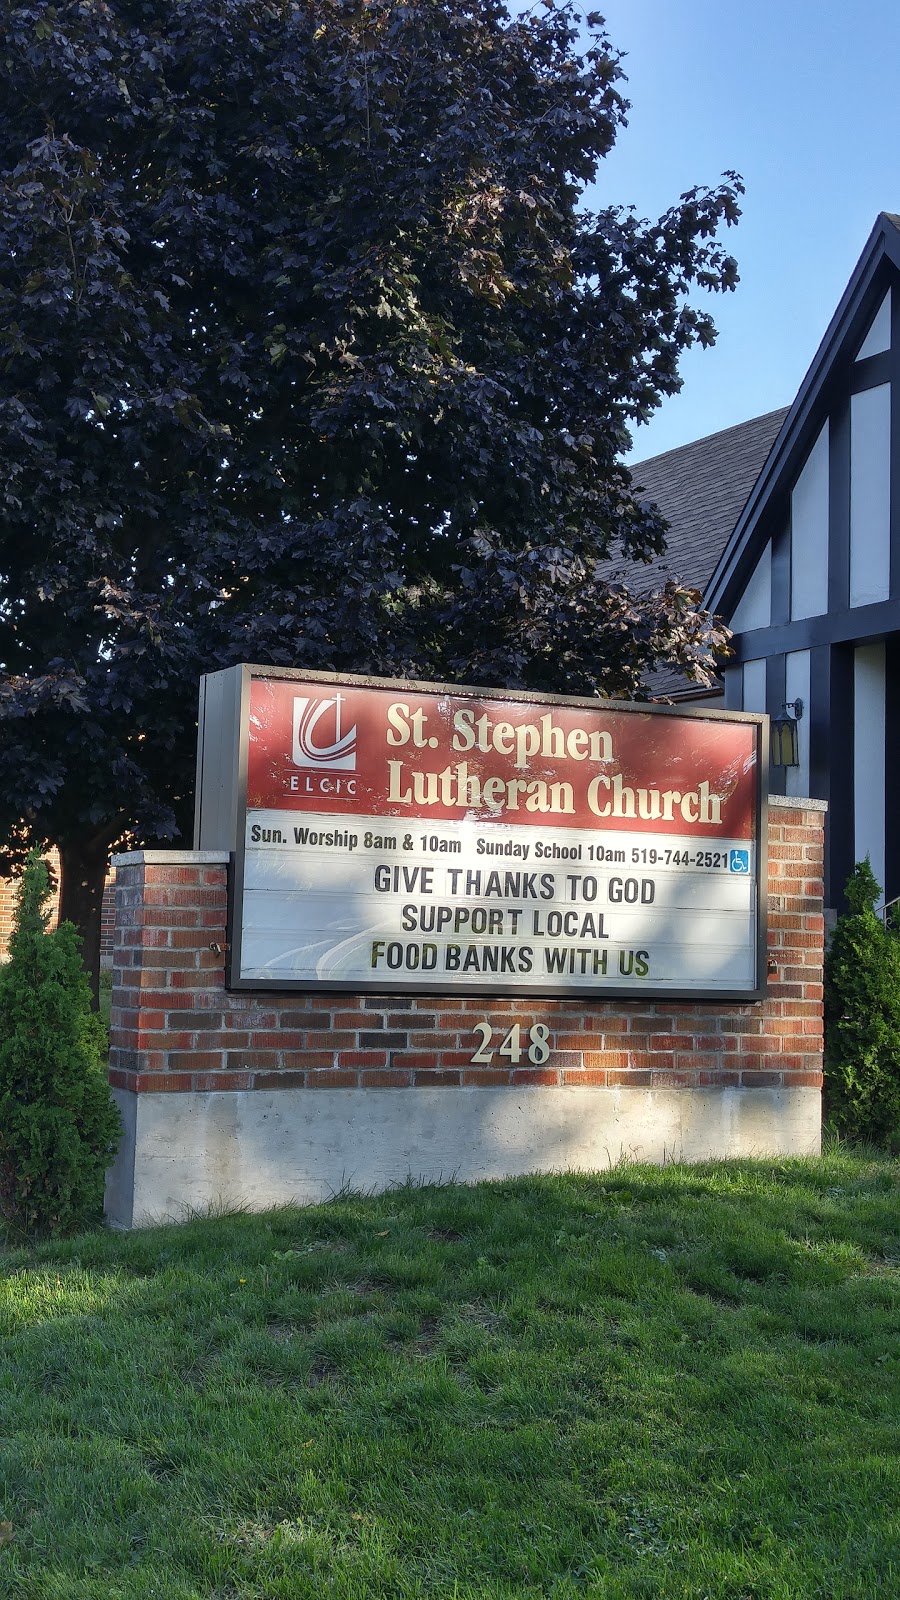 St. Stephen
Lutheran Church
ELCIC
Sun. Worship 8am & 10am Sunday School 10am 519-744-2521
GIVE THANKS TO GOD
SUPPORT LOCAL
FOOD BANKS WITH US
248